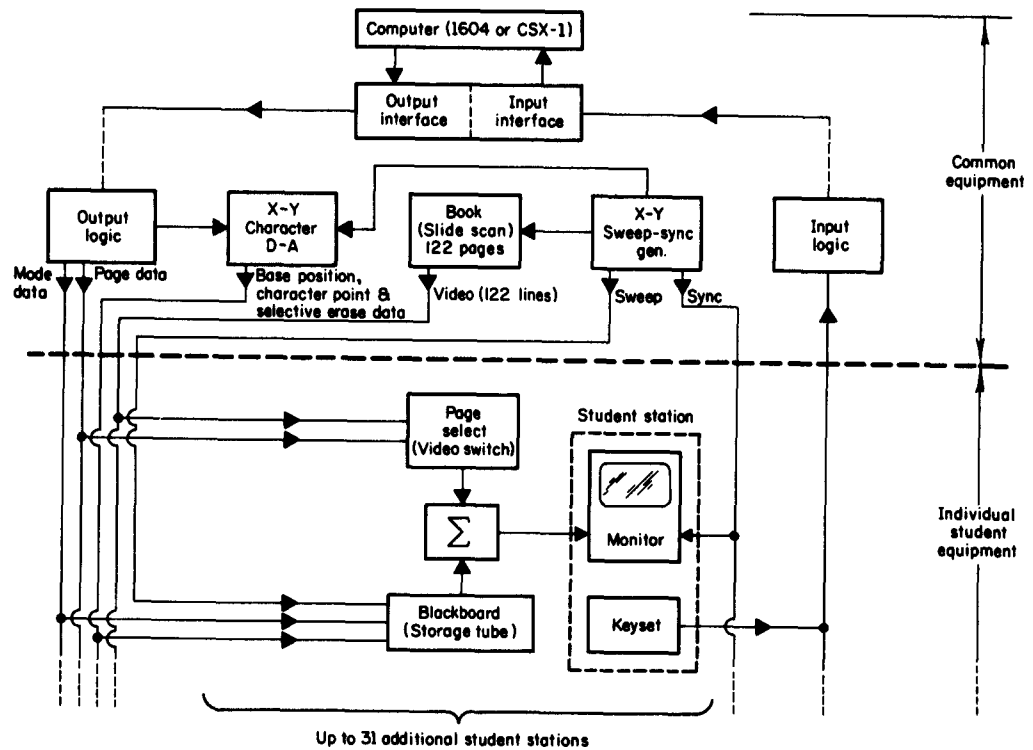 Computer (1604 or CSX-1)
Output
interface
Input
interface
Common
equipment
Output
logic
X-Y
Character
D-A
Book
(Slide scan)
122 pages
X-Y
Sweep-sync
gen.
Input
logic
Mode
data
Page data
Base position,
character point &
selective erase data
Video (122 lines)
Sweep
Sync
Page
select
(Video switch)
Student station
Σ
Monitor
Individual
student
equipment
Blackboard
(Storage tube)
Keyset
Up to 31 additional student stations